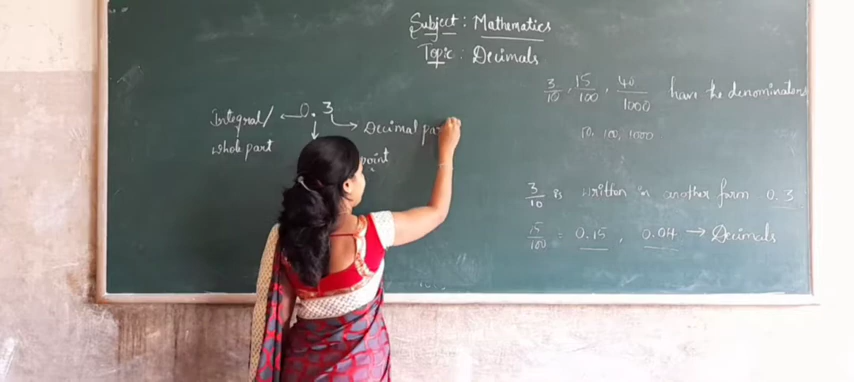 Subject : Mathematics
Topic : Decimals
3/10, 15/100, 40/1000 have the denominators
10, 100, 1000
Integral/ ← 0.3
whole part
→ Decimal pa
point
3/10 is written in another form 0.3
15/100 = 0.15, 0.04 → Decimals